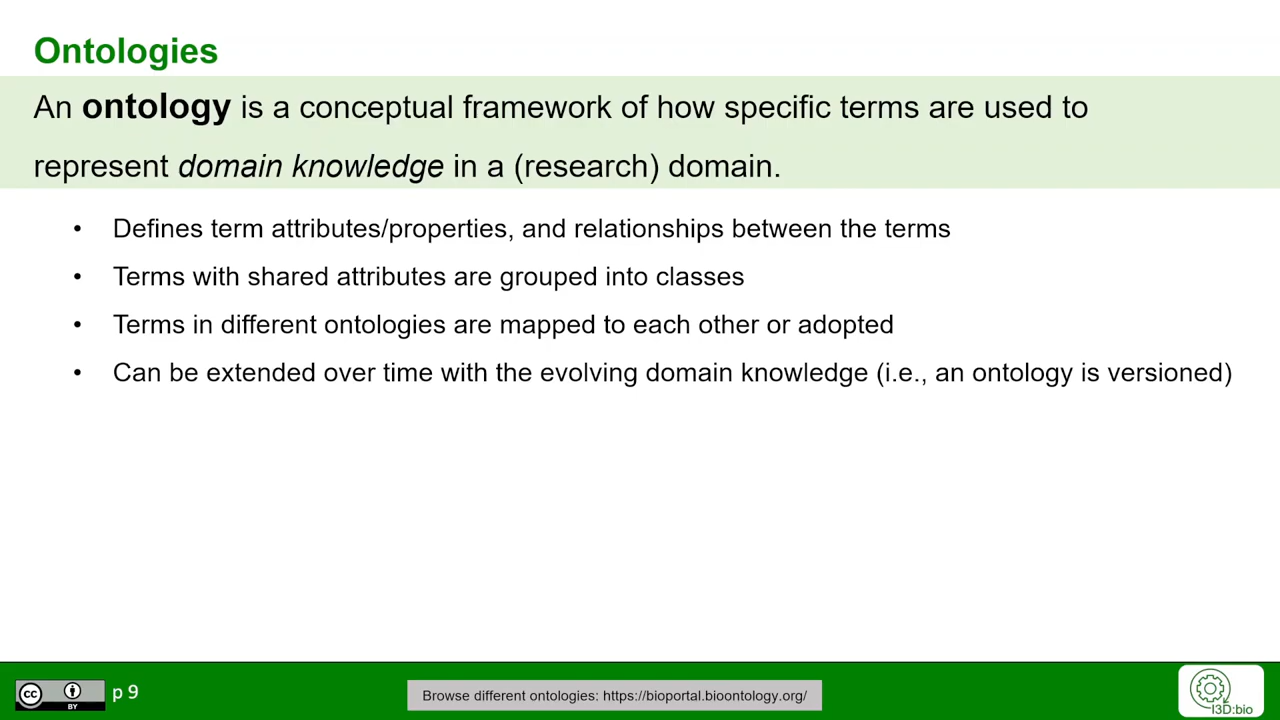 Ontologies
An ontology is a conceptual framework of how specific terms are used to
represent domain knowledge in a (research) domain.
• Defines term attributes/properties, and relationships between the terms
• Terms with shared attributes are grouped into classes
• Terms in different ontologies are mapped to each other or adopted
• Can be extended over time with the evolving domain knowledge (i.e., an ontology is versioned)
cc BY
p 9
Browse different ontologies: https://bioportal.bioontology.org/
I3D:bio